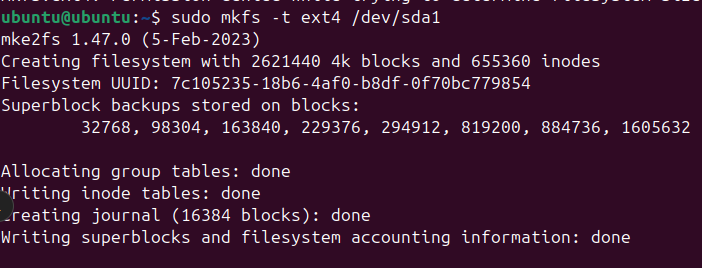 ubuntu@ubuntu:~$ sudo mkfs -t ext4 /dev/sda1
mke2fs 1.47.0 (5-Feb-2023)
Creating filesystem with 2621440 4k blocks and 655360 inodes
Filesystem UUID: 7c105235-18b6-4af0-b8df-0f70bc779854
Superblock backups stored on blocks:
32768, 98304, 163840, 229376, 294912, 819200, 884736, 1605632
Allocating group tables: done
Writing inode tables: done
Creating journal (16384 blocks): done
Writing superblocks and filesystem accounting information: done